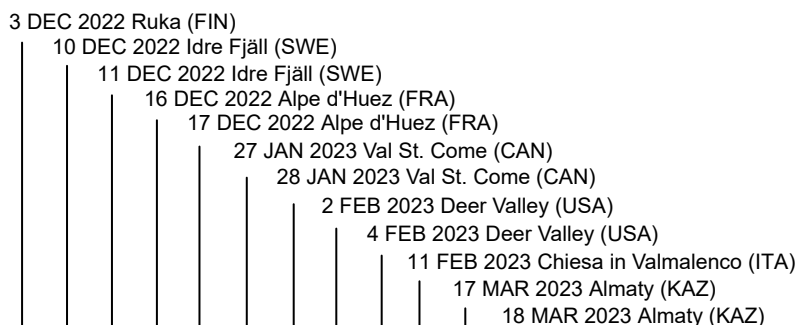 3 DEC 2022 Ruka (FIN)
10 DEC 2022 Idre Fjäll (SWE)
11 DEC 2022 Idre Fjäll (SWE)
16 DEC 2022 Alpe d'Huez (FRA)
17 DEC 2022 Alpe d'Huez (FRA)
27 JAN 2023 Val St. Come (CAN)
28 JAN 2023 Val St. Come (CAN)
2 FEB 2023 Deer Valley (USA)
4 FEB 2023 Deer Valley (USA)
11 FEB 2023 Chiesa in Valmalenco (ITA)
17 MAR 2023 Almaty (KAZ)
18 MAR 2023 Almaty (KAZ)